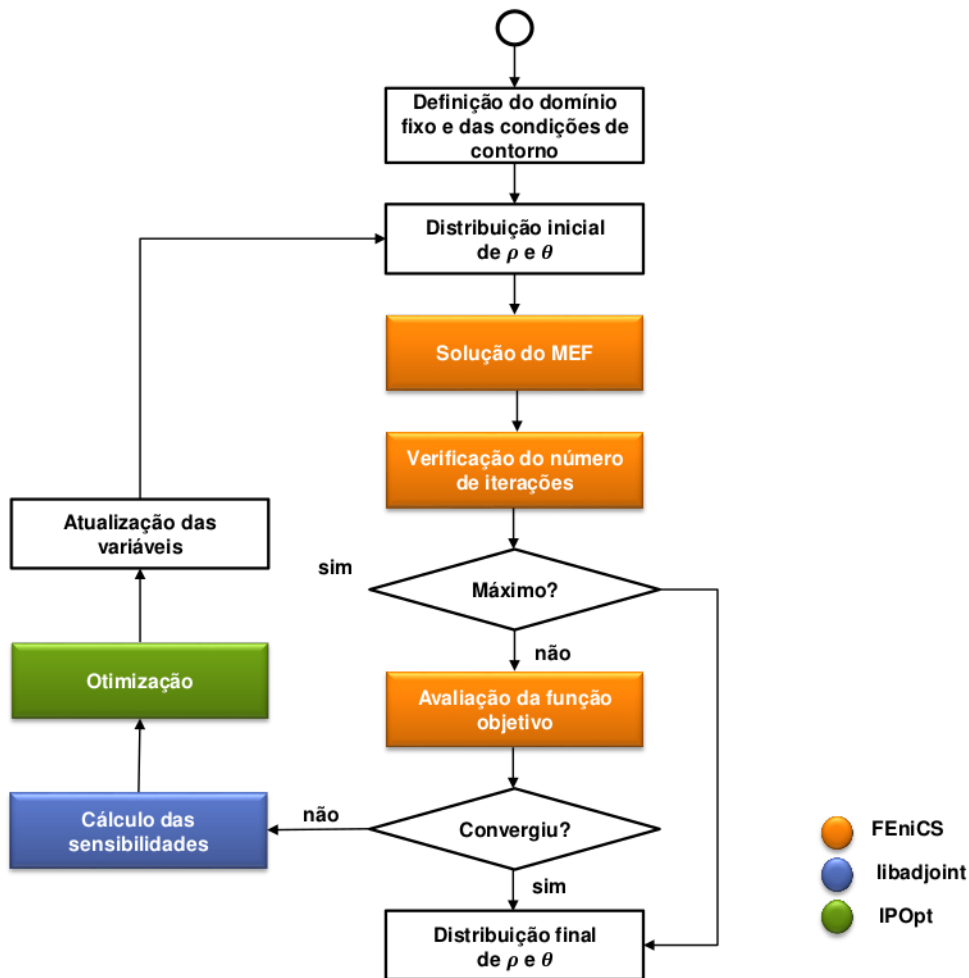 Definição do domínio
fixo e das condições de
contorno
Distribuição inicial
de ρ e θ
Solução do MEF
Verificação do número
de iterações
Atualização das
variáveis
sim
Máximo?
não
Otimização
Avaliação da função
objetivo
Cálculo das
sensibilidades
não
Convergiu?
sim
Distribuição final
de ρ e θ
FEniCS
libadjoint
IPOpt